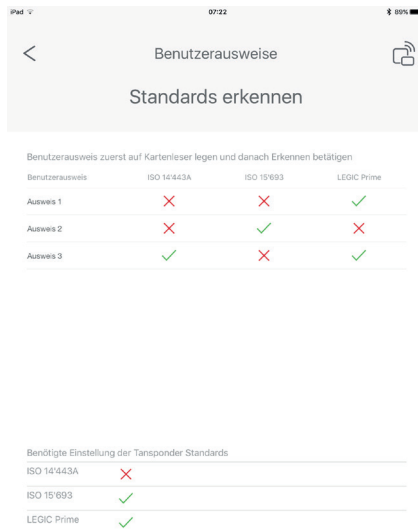 iPad 07:22 89%
Benutzerausweise
Standards erkennen
Benutzerausweis zuerst auf Kartenleser legen und danach Erkennen betätigen
Benutzerausweis ISO 14'443A ISO 15'693 LEGIC Prime
Ausweis 1
Ausweis 2
Ausweis 3
Benötigte Einstellung der Tansponder Standards
ISO 14'443A
ISO 15'693
LEGIC Prime